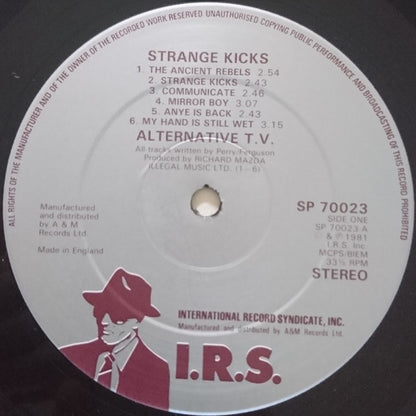 ALL RIGHTS OF THE MANUFACTURER AND OF THE OWNER OF THE RECORDED WORK RESERVED UNAUTHORISED COPYING PUBLIC PERFORMANCE AND BROADCASTING OF THIS RECORD PROHIBITED
STRANGE KICKS
1. THE ANCIENT REBELS 2.54
2. STRANGE KICKS 2.43
3. COMMUNICATE 2.46
4. MIRROR BOY 3.07
5. ANYE IS BACK 2.43
6. MY HAND IS STILL WET 3.15
ALTERNATIVE T.V.
All tracks written by Perry/Ferguson
Produced by RICHARD MAZDA
ILLEGAL MUSIC LTD. (1 – 6)
Manufactured
and distributed
by A & M
Records Ltd.
Made in England
SP 70023
SIDE ONE
SP 70023 A
& ℗ 1981
I.R.S. Inc
MCPS/BIEM
33⅓ RPM
STEREO
INTERNATIONAL RECORD SYNDICATE, INC.
Manufactured and distributed by A&M Records Ltd.
I.R.S.